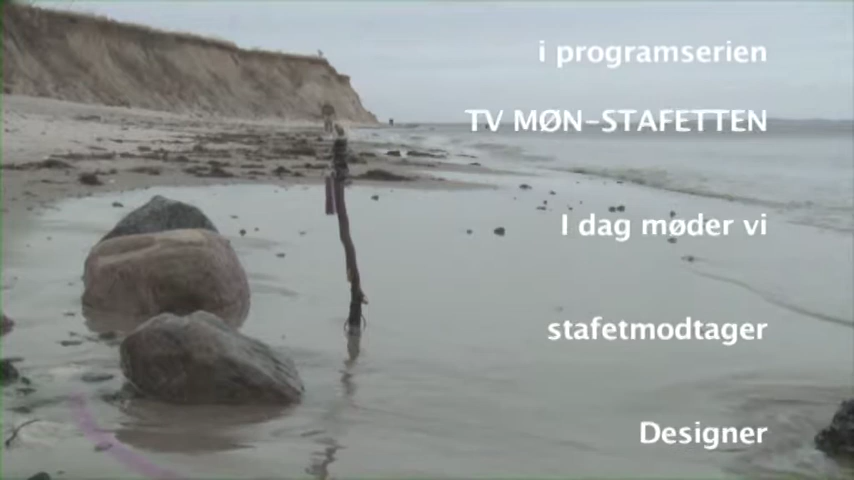 i programserien
TV MØN-STAFETTEN
I dag møder vi
stafetmodtager
Designer